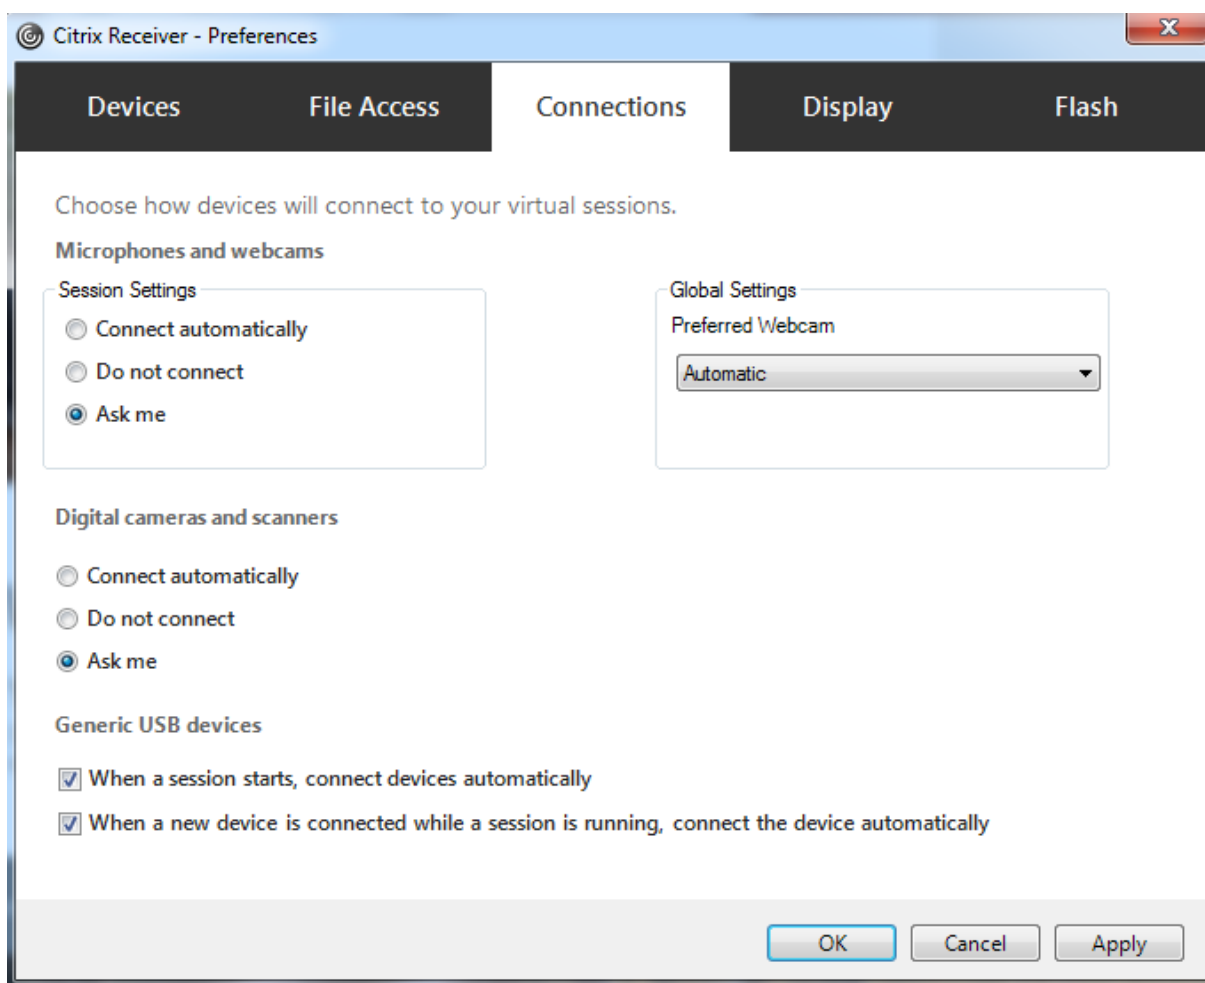 Citrix Receiver - Preferences
Devices File Access Connections Display Flash
Choose how devices will connect to your virtual sessions.
Microphones and webcams
Session Settings
Connect automatically
Do not connect
Ask me
Global Settings
Preferred Webcam
Automatic
Digital cameras and scanners
Connect automatically
Do not connect
Ask me
Generic USB devices
When a session starts, connect devices automatically
When a new device is connected while a session is running, connect the device automatically
OK Cancel Apply